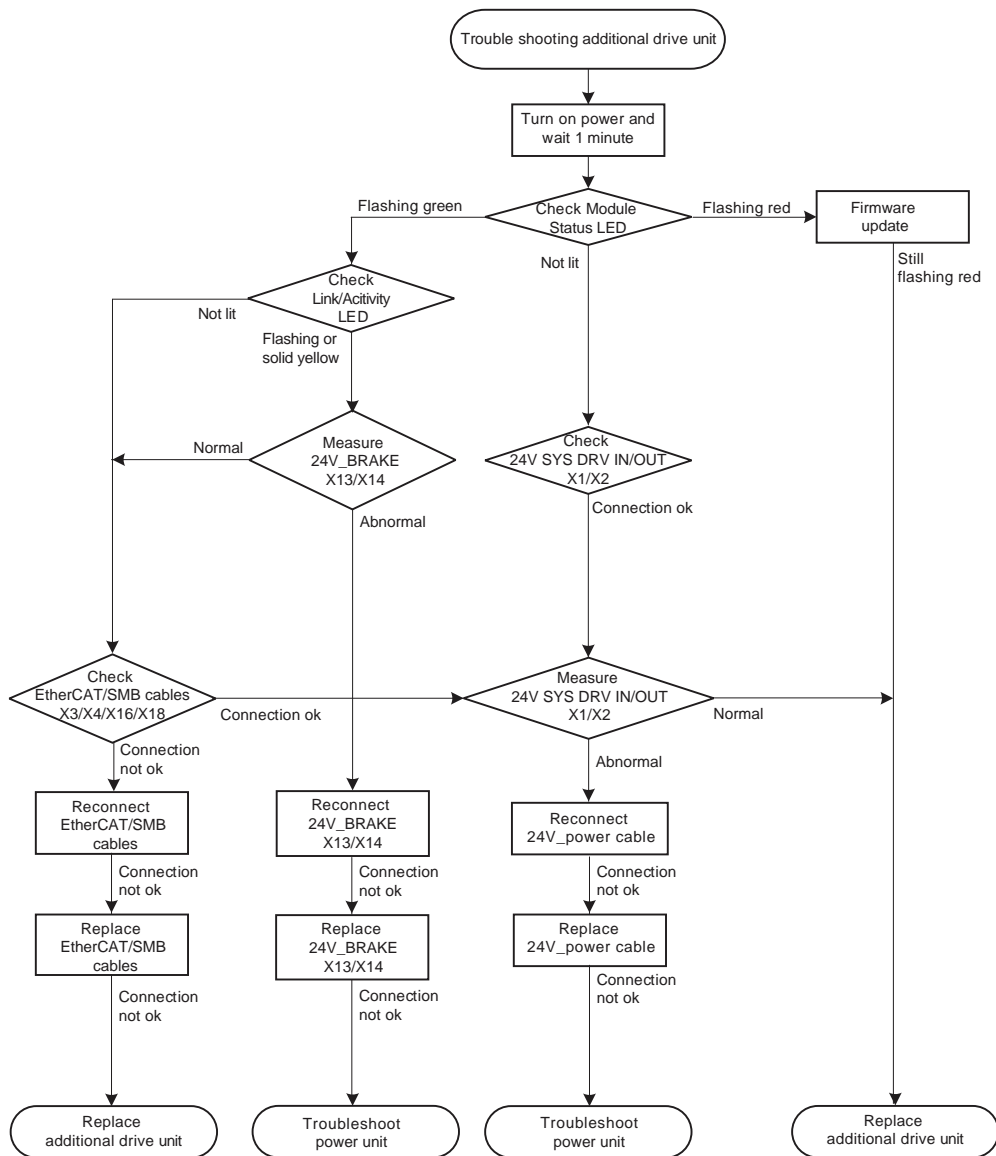 Trouble shooting additional drive unit
Turn on power and
wait 1 minute
Flashing green
Check Module
Status LED
Flashing red
Firmware
update
Not lit
Still
flashing red
Check
Link/Acitivity
LED
Not lit
Flashing or
solid yellow
Normal
Measure
24V_BRAKE
X13/X14
Check
24V SYS DRV IN/OUT
X1/X2
Abnormal
Connection ok
Check
EtherCAT/SMB cables
X3/X4/X16/X18
Connection ok
Measure
24V SYS DRV IN/OUT
X1/X2
Normal
Connection
not ok
Abnormal
Reconnect
EtherCAT/SMB
cables
Reconnect
24V_BRAKE
X13/X14
Reconnect
24V_power cable
Connection
not ok
Connection
not ok
Connection
not ok
Replace
EtherCAT/SMB
cables
Replace
24V_BRAKE
X13/X14
Replace
24V_power cable
Connection
not ok
Connection
not ok
Connection
not ok
Replace
additional drive unit
Troubleshoot
power unit
Troubleshoot
power unit
Replace
additional drive unit